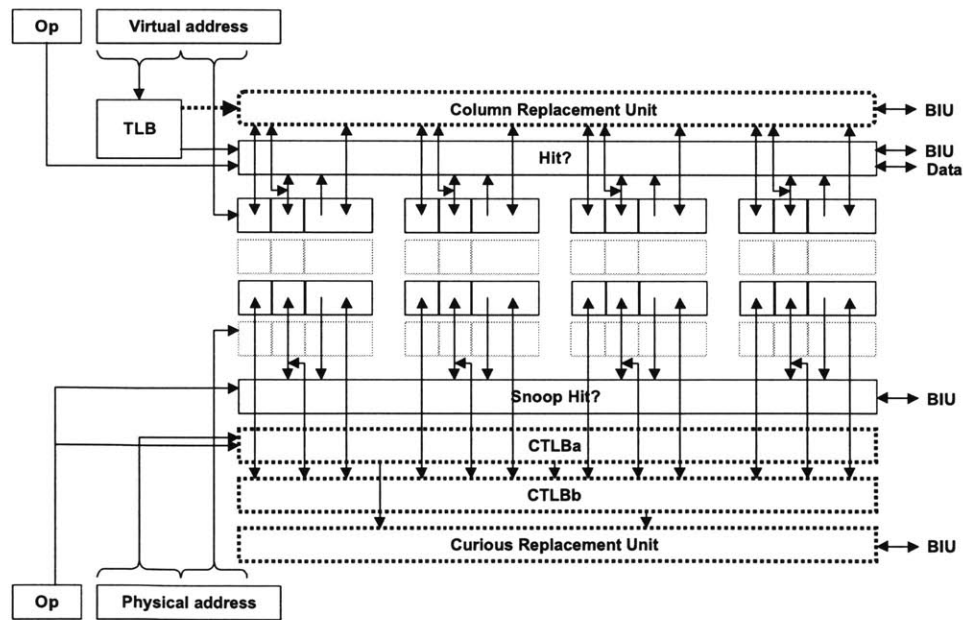 Op
Virtual address
TLB
Column Replacement Unit
BIU
Hit?
BIU
Data
Snoop Hit?
BIU
CTLBa
CTLBb
Curious Replacement Unit
BIU
Op
Physical address